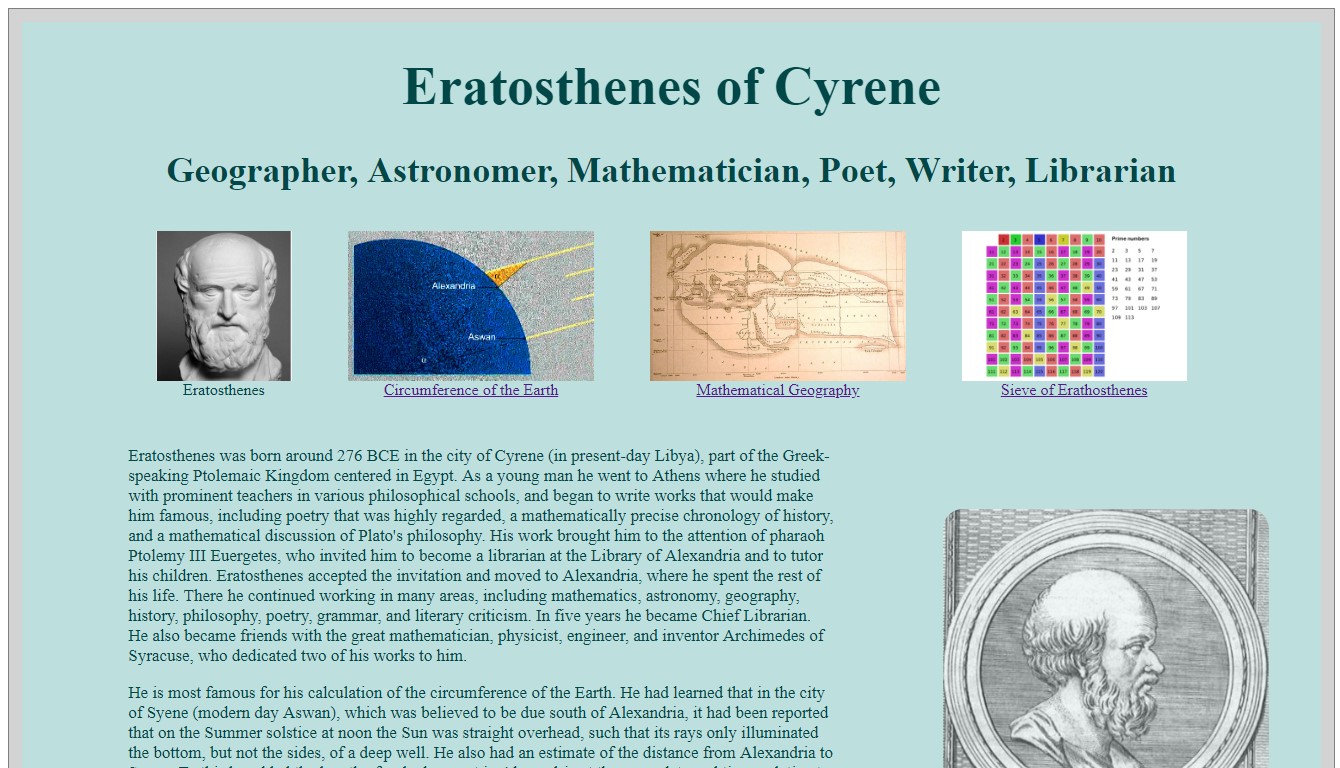 Eratosthenes of Cyrene
Geographer, Astronomer, Mathematician, Poet, Writer, Librarian
Alexandria
Aswan
α
Prime numbers
2 3 5 7
11 13 17 19
23 29 31 37
41 43 47 53
59 61 67 71
73 79 83 89
97 101 103 107
109 113
Eratosthenes
Circumference of the Earth
Mathematical Geography
Sieve of Erathosthenes
Eratosthenes was born around 276 BCE in the city of Cyrene (in present-day Libya), part of the Greek-
speaking Ptolemaic Kingdom centered in Egypt. As a young man he went to Athens where he studied
with prominent teachers in various philosophical schools, and began to write works that would make
him famous, including poetry that was highly regarded, a mathematically precise chronology of history,
and a mathematical discussion of Plato's philosophy. His work brought him to the attention of pharaoh
Ptolemy III Euergetes, who invited him to become a librarian at the Library of Alexandria and to tutor
his children. Eratosthenes accepted the invitation and moved to Alexandria, where he spent the rest of
his life. There he continued working in many areas, including mathematics, astronomy, geography,
history, philosophy, poetry, grammar, and literary criticism. In five years he became Chief Librarian.
He also became friends with the great mathematician, physicist, engineer, and inventor Archimedes of
Syracuse, who dedicated two of his works to him.
He is most famous for his calculation of the circumference of the Earth. He had learned that in the city
of Syene (modern day Aswan), which was believed to be due south of Alexandria, it had been reported
that on the Summer solstice at noon the Sun was straight overhead, such that its rays only illuminated
the bottom, but not the sides, of a deep well. He also had an estimate of the distance from Alexandria to